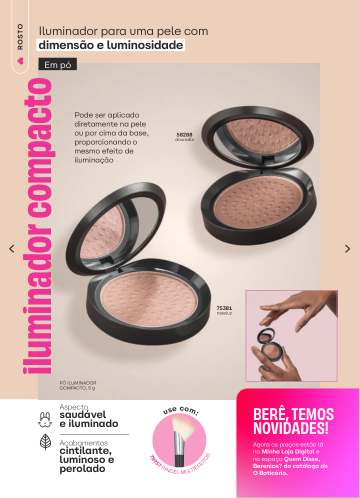 ROSTO
Iluminador para uma pele com
dimensão e luminosidade
Em pó
iluminador compacto
Pode ser aplicado
diretamente na pele
ou por cima da base,
proporcionando o
mesmo efeito de
iluminação
58268
75381
PÓ ILUMINADOR
COMPACTO, 5 g
Aspecto
saudável
e iluminado
Acabamentos
cintilante,
luminoso e
perolado
use com:
PINCEL MULTIEFEITOS
BERÊ, TEMOS
NOVIDADES!
Agora os preços estão lá
na Minha Loja Digital e
no espaço Quem Disse,
Berenice? do catálogo de
O Boticário.